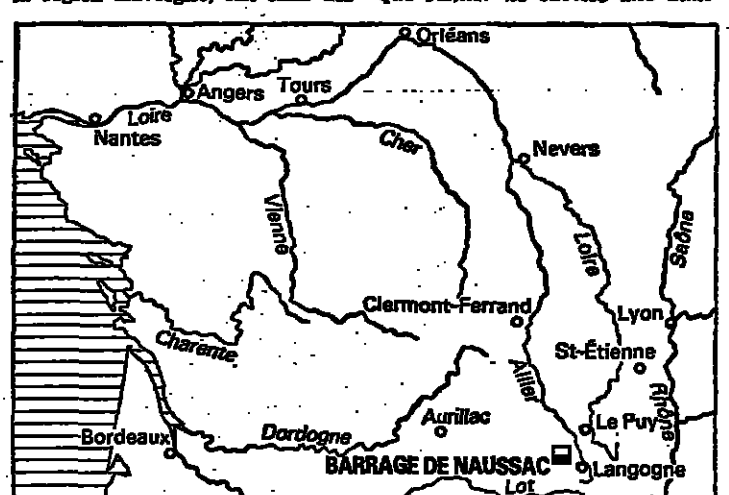 Orléans
Angers
Tours
Loire
Nantes
Cher
Nevers
Vienne
Loire
Saône
Clermont-Ferrand
Lyon
Charente
St-Étienne
Allier
Rhône
Aurillac
Le Puy
Bordeaux
Dordogne
BARRAGE DE NAUSSAC
Langogne
Lot